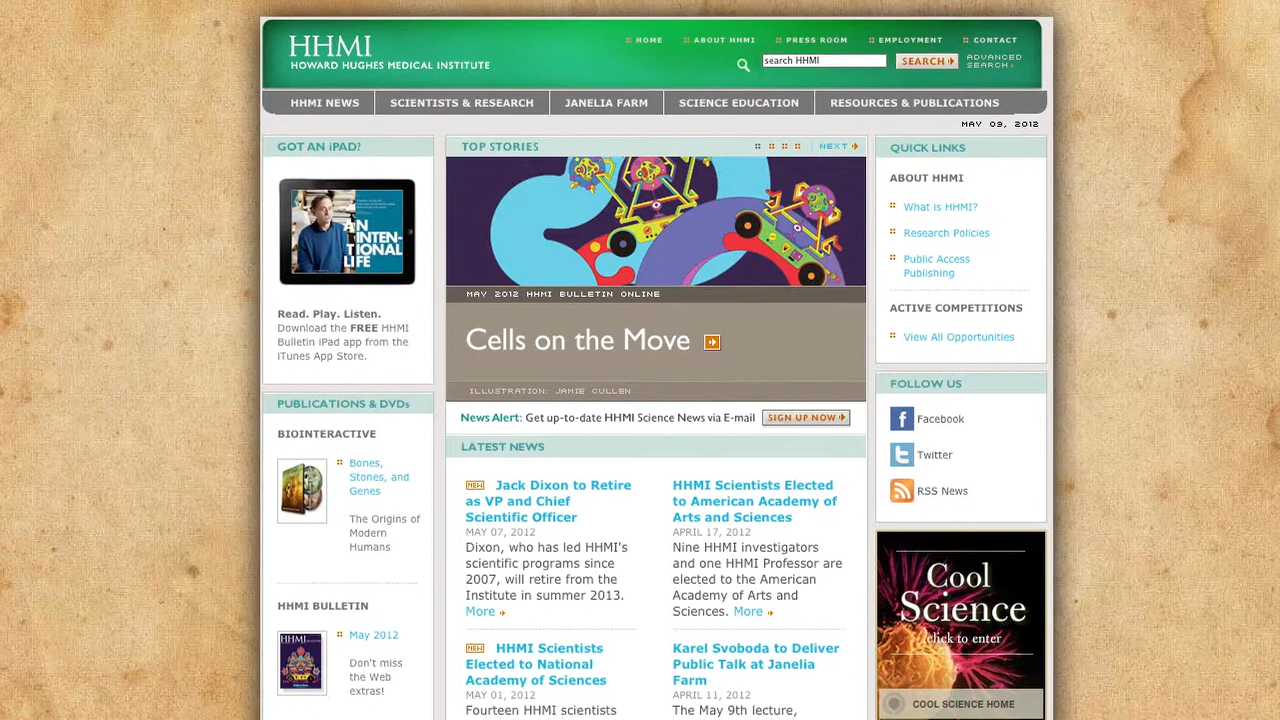 HHMI
HOWARD HUGHES MEDICAL INSTITUTE
HOME
ABOUT HHMI
PRESS ROOM
EMPLOYMENT
CONTACT
search HHMI
SEARCH
ADVANCED
SEARCH
HHMI NEWS
SCIENTISTS & RESEARCH
JANELIA FARM
SCIENCE EDUCATION
RESOURCES & PUBLICATIONS
MAY 09, 2012
GOT AN iPAD?
AN
INTEN-
TIONAL
LIFE
Read. Play. Listen.
Download the FREE HHMI
Bulletin iPad app from the
iTunes App Store.
PUBLICATIONS & DVDs
BIOINTERACTIVE
Bones,
Stones, and
Genes
The Origins of
Modern
Humans
HHMI BULLETIN
HHMI
May 2012
Don't miss
the Web
extras!
TOP STORIES
NEXT
MAY 2012 HHMI BULLETIN ONLINE
Cells on the Move
ILLUSTRATION: JAMIE CULLEN
News Alert: Get up-to-date HHMI Science News via E-mail
SIGN UP NOW
LATEST NEWS
NEW Jack Dixon to Retire
as VP and Chief
Scientific Officer
MAY 07, 2012
Dixon, who has led HHMI's
scientific programs since
2007, will retire from the
Institute in summer 2013.
More
NEW HHMI Scientists
Elected to National
Academy of Sciences
MAY 01, 2012
Fourteen HHMI scientists
HHMI Scientists Elected
to American Academy of
Arts and Sciences
APRIL 17, 2012
Nine HHMI investigators
and one HHMI Professor are
elected to the American
Academy of Arts and
Sciences. More
Karel Svoboda to Deliver
Public Talk at Janelia
Farm
APRIL 11, 2012
The May 9th lecture,
QUICK LINKS
ABOUT HHMI
What is HHMI?
Research Policies
Public Access
Publishing
ACTIVE COMPETITIONS
View All Opportunities
FOLLOW US
Facebook
Twitter
RSS News
Cool
Science
click to enter
COOL SCIENCE HOME